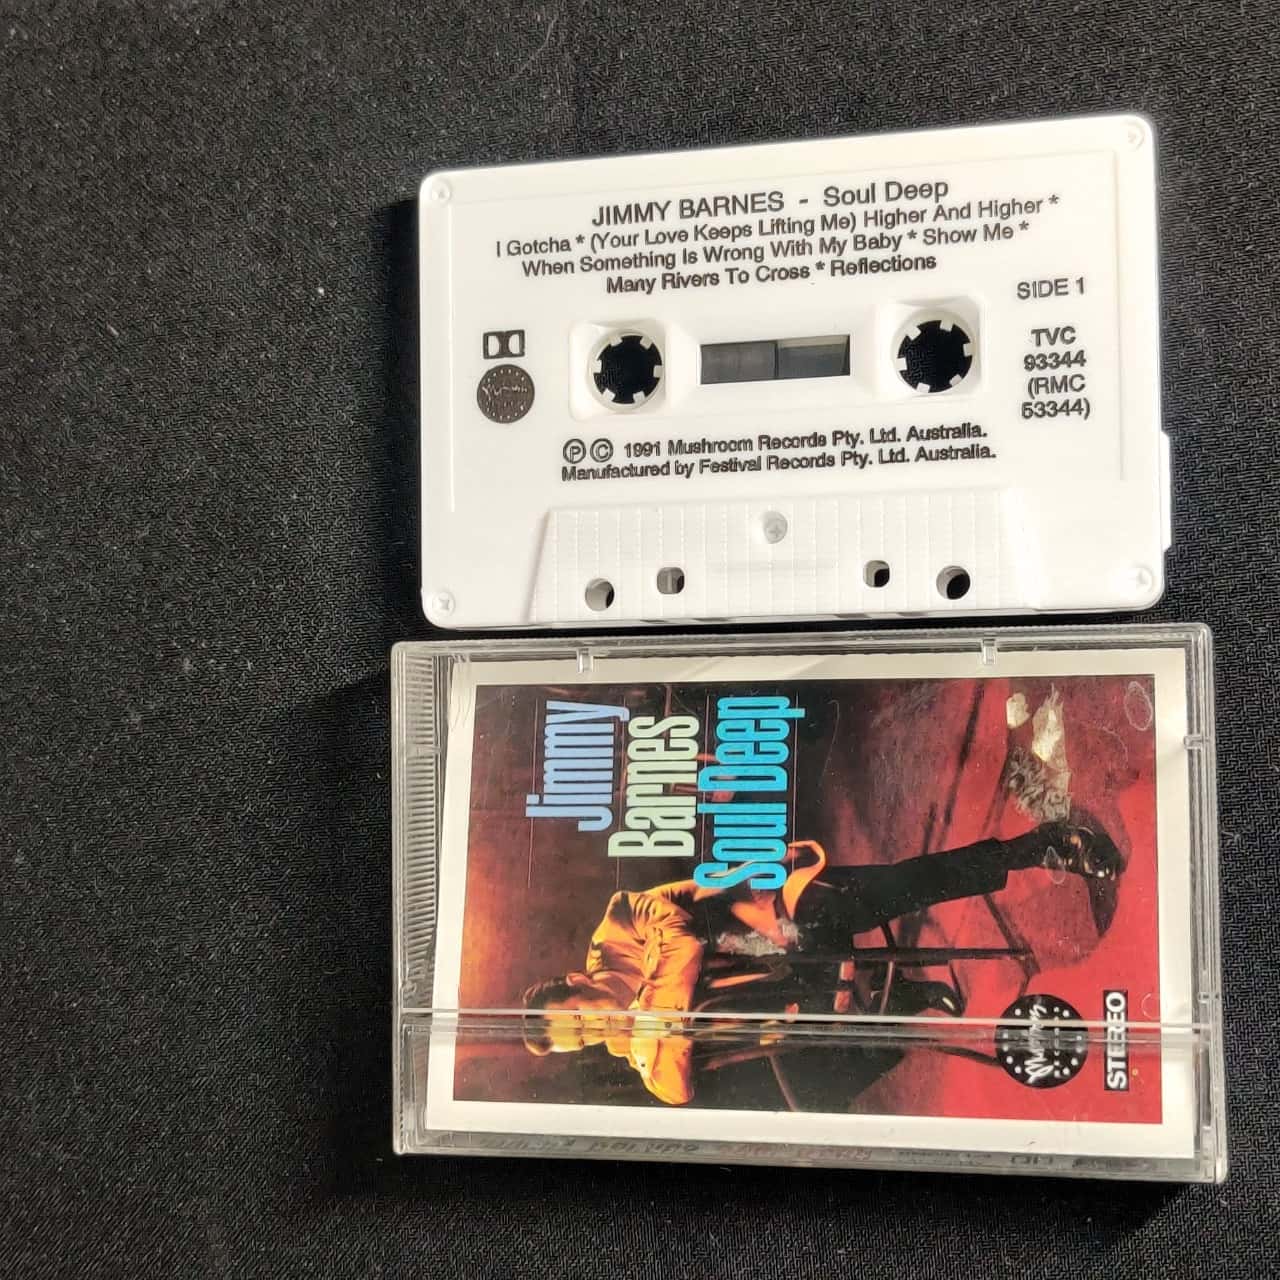 JIMMY BARNES - Soul Deep
I Gotcha * (Your Love Keeps Lifting Me) Higher And Higher *
When Something Is Wrong With My Baby * Show Me *
Many Rivers To Cross * Reflections
SIDE 1
TVC
93344
(RMC
53344)
Ⓟ © 1991 Mushroom Records Pty. Ltd. Australia.
Manufactured by Festival Records Pty. Ltd. Australia.
Jimmy
Barnes
Soul Deep
STEREO